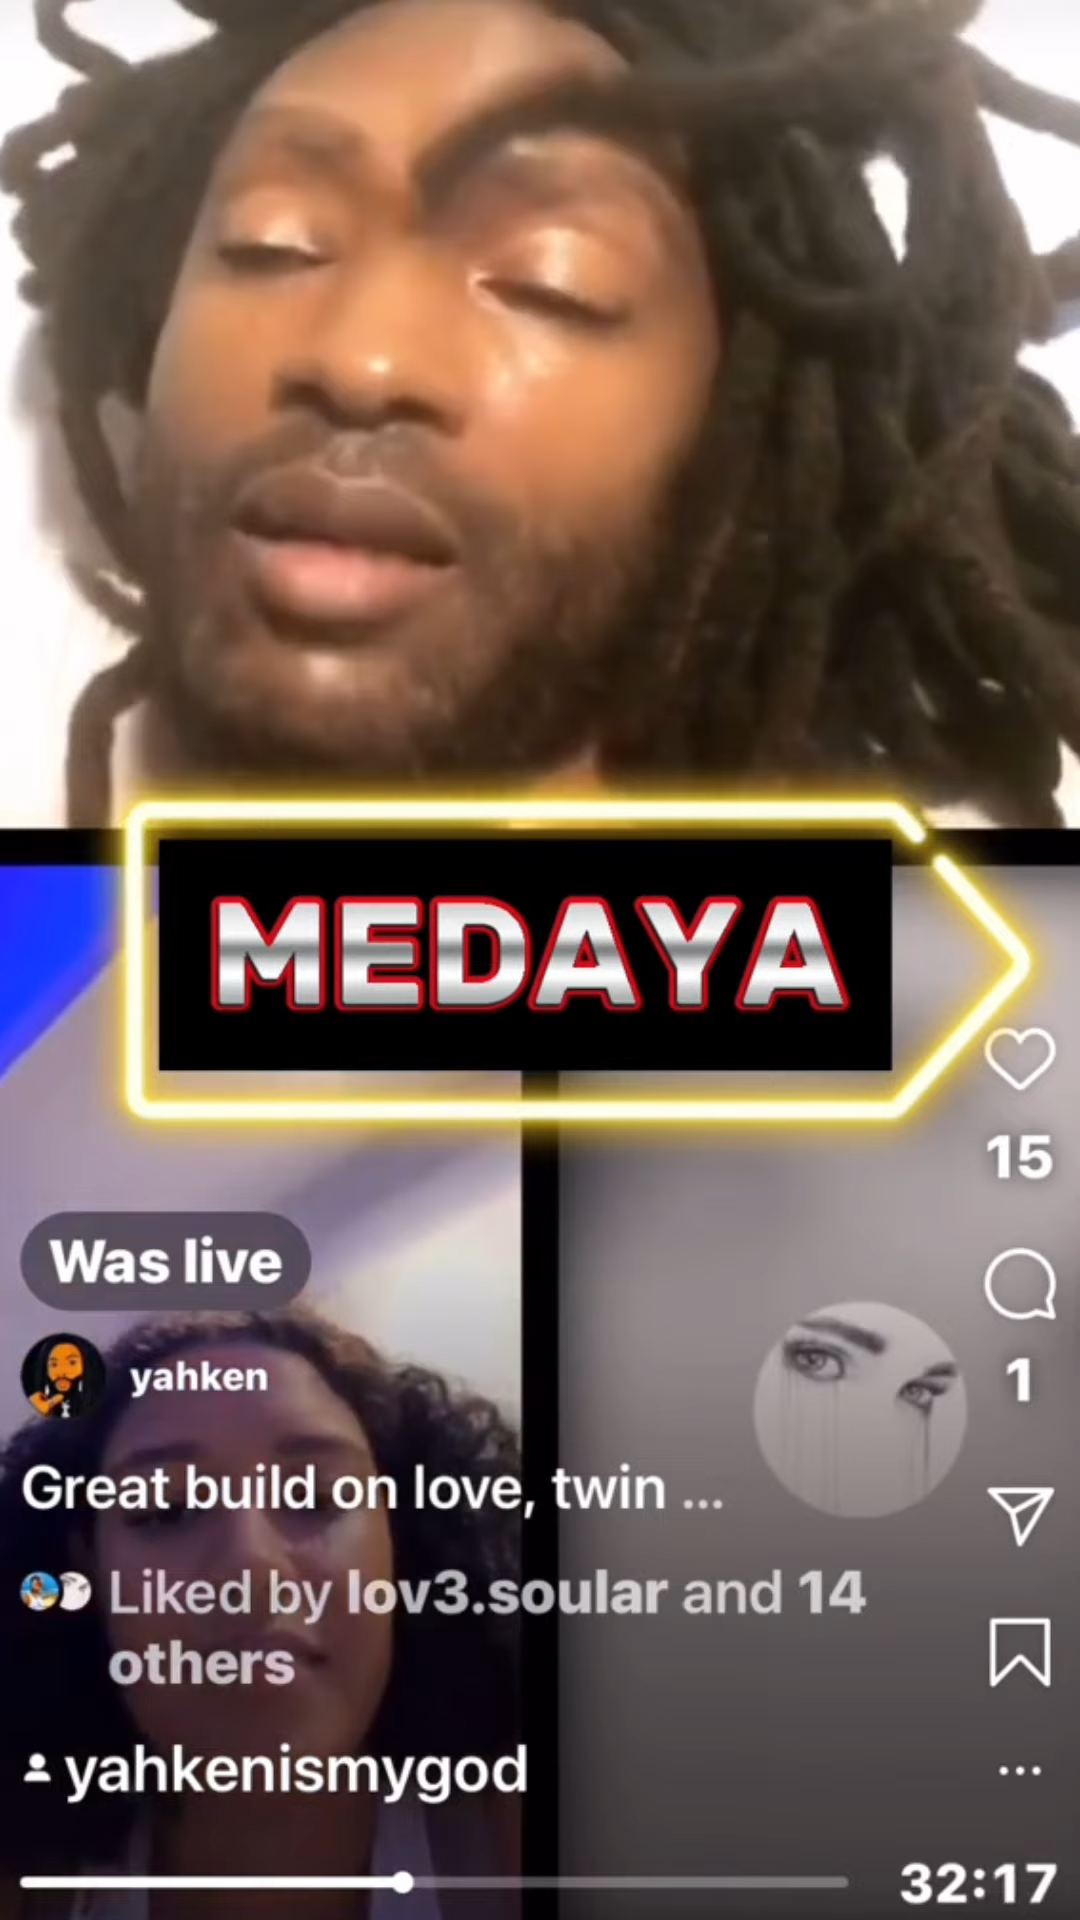 MEDAYA
15
Was live
yahken
1
Great build on love, twin ...
Liked by lov3.soular and 14
others
yahkenismygod
...
32:17